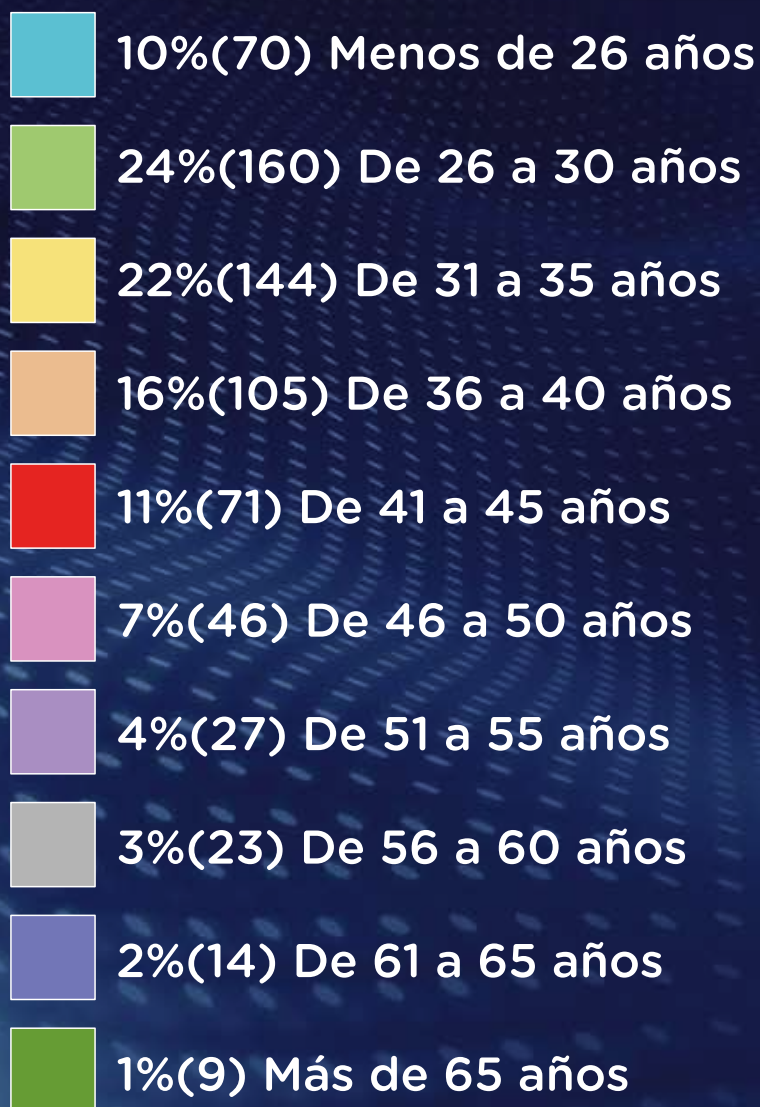 10%(70) Menos de 26 años
24%(160) De 26 a 30 años
22%(144) De 31 a 35 años
16%(105) De 36 a 40 años
11%(71) De 41 a 45 años
7%(46) De 46 a 50 años
4%(27) De 51 a 55 años
3%(23) De 56 a 60 años
2%(14) De 61 a 65 años
1%(9) Más de 65 años